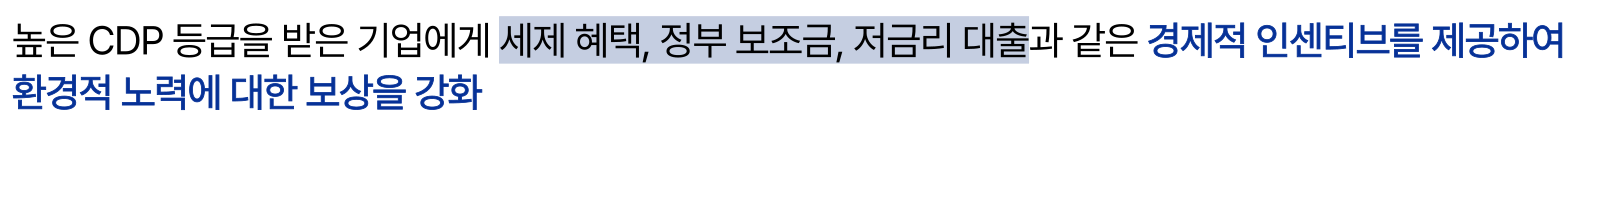 높은 CDP 등급을 받은 기업에게 세제 혜택, 정부 보조금, 저금리 대출과 같은 경제적 인센티브를 제공하여
환경적 노력에 대한 보상을 강화